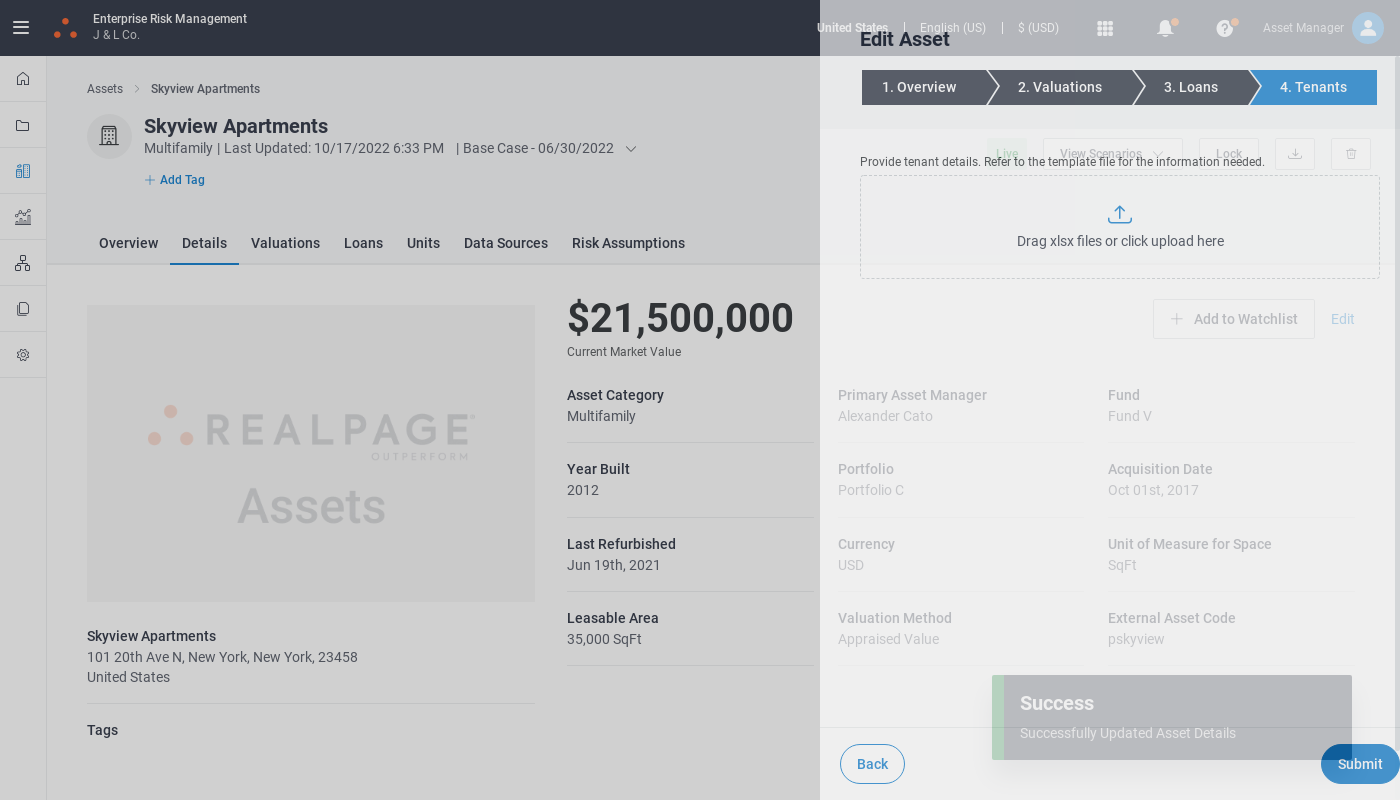 Enterprise Risk Management
J & L Co.
United States | English (US) | $ (USD)
Asset Manager
Edit Asset
1. Overview
2. Valuations
3. Loans
4. Tenants
Assets
Skyview Apartments
Skyview Apartments
Multifamily | Last Updated: 10/17/2022 6:33 PM | Base Case - 06/30/2022
Add Tag
Live
View Scenarios
Lock
Provide tenant details. Refer to the template file for the information needed.
Drag xlsx files or click upload here
Overview
Details
Valuations
Loans
Units
Data Sources
Risk Assumptions
REALPAGE®
OUTPERFORM
Assets
$21,500,000
Current Market Value
Add to Watchlist
Edit
Asset Category
Multifamily
Primary Asset Manager
Alexander Cato
Fund
Fund V
Year Built
2012
Portfolio
Portfolio C
Acquisition Date
Oct 01st, 2017
Last Refurbished
Jun 19th, 2021
Currency
USD
Unit of Measure for Space
SqFt
Leasable Area
35,000 SqFt
Valuation Method
Appraised Value
External Asset Code
pskyview
Skyview Apartments
101 20th Ave N, New York, New York, 23458
United States
Tags
Success
Successfully Updated Asset Details
Back
Submit